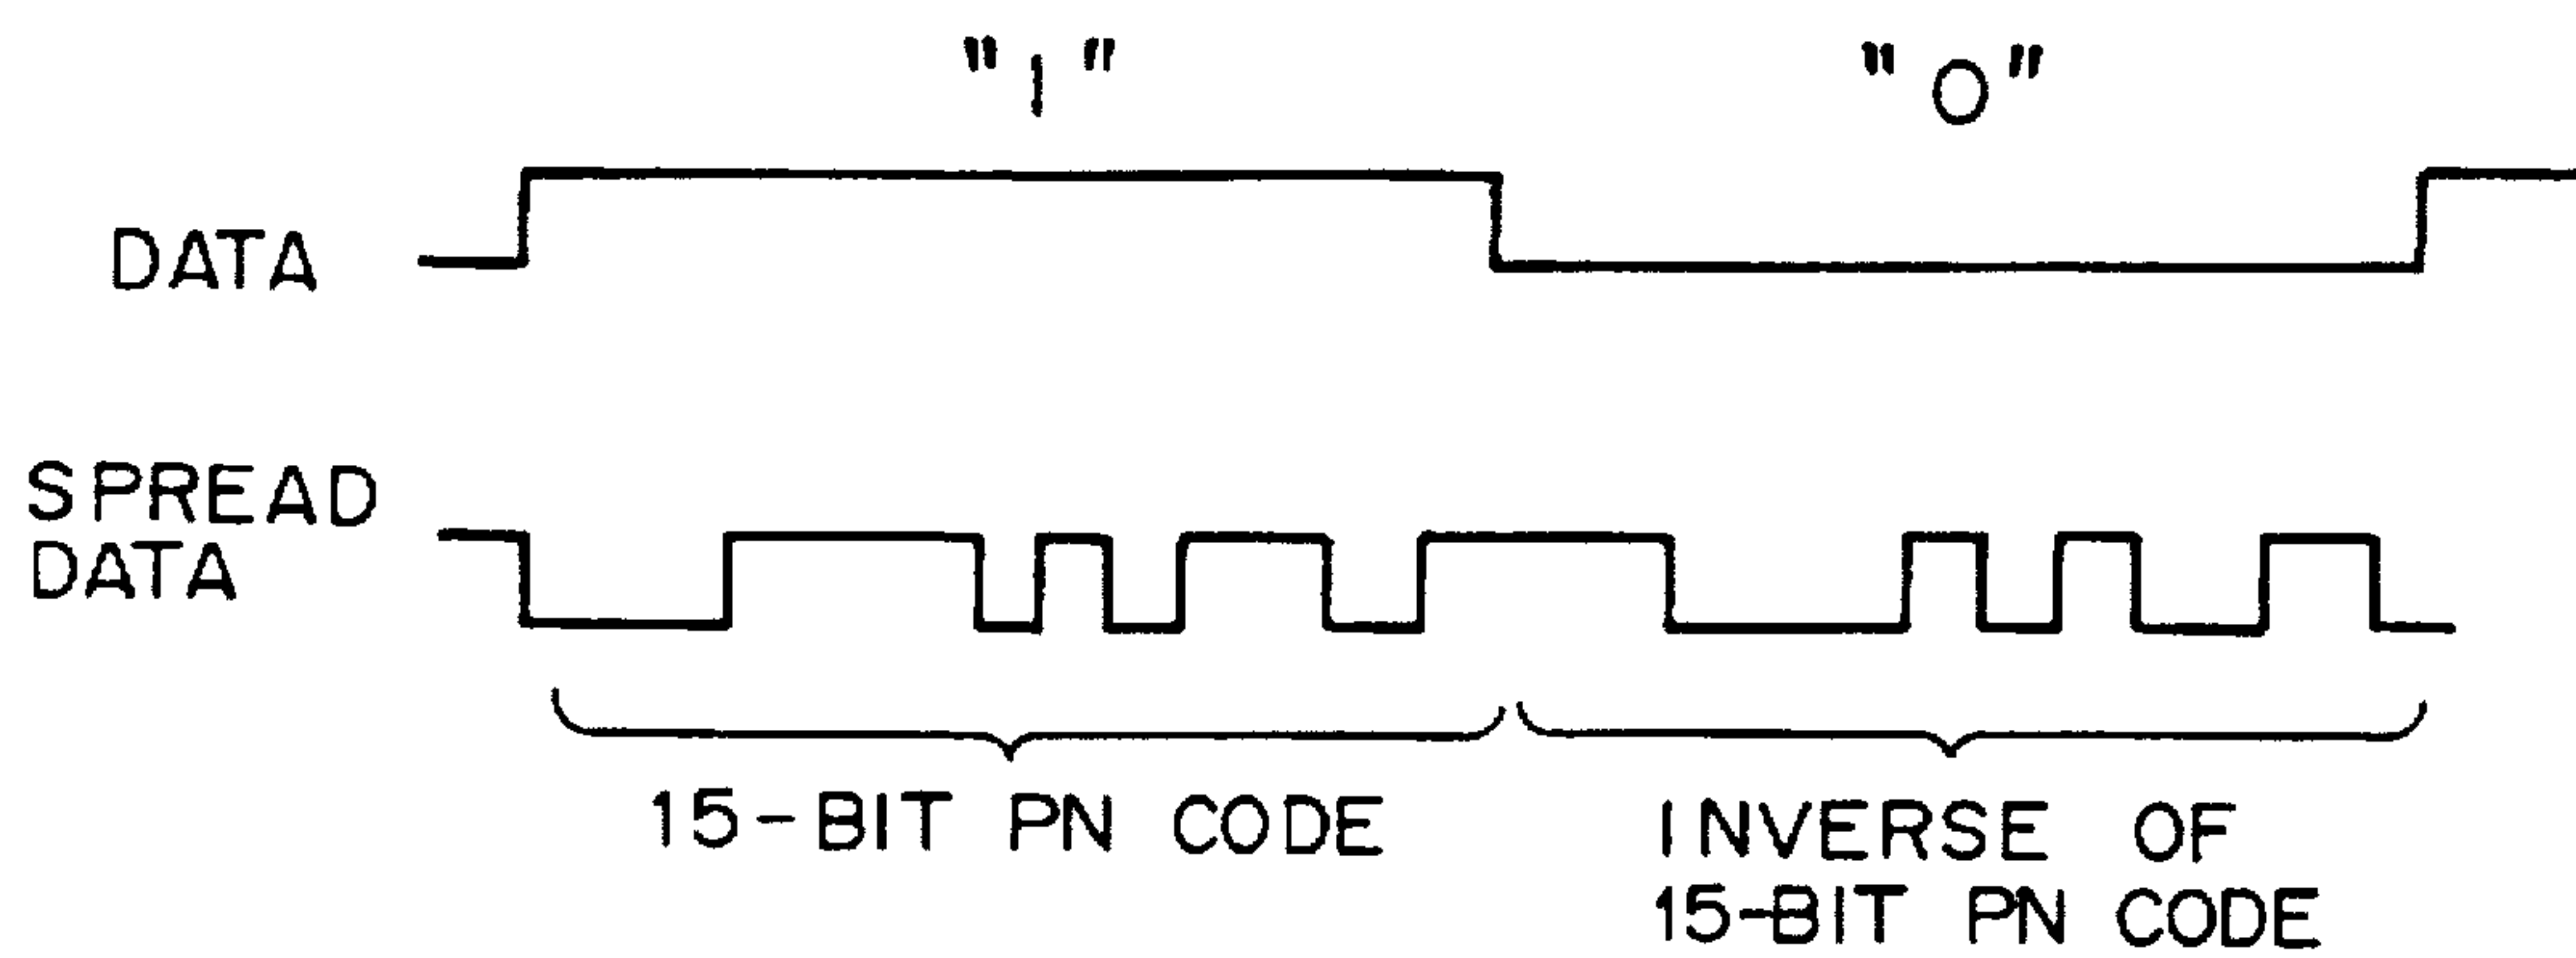 "1" "0"
DATA
SPREAD
DATA
15-BIT PN CODE
INVERSE OF
15-BIT PN CODE